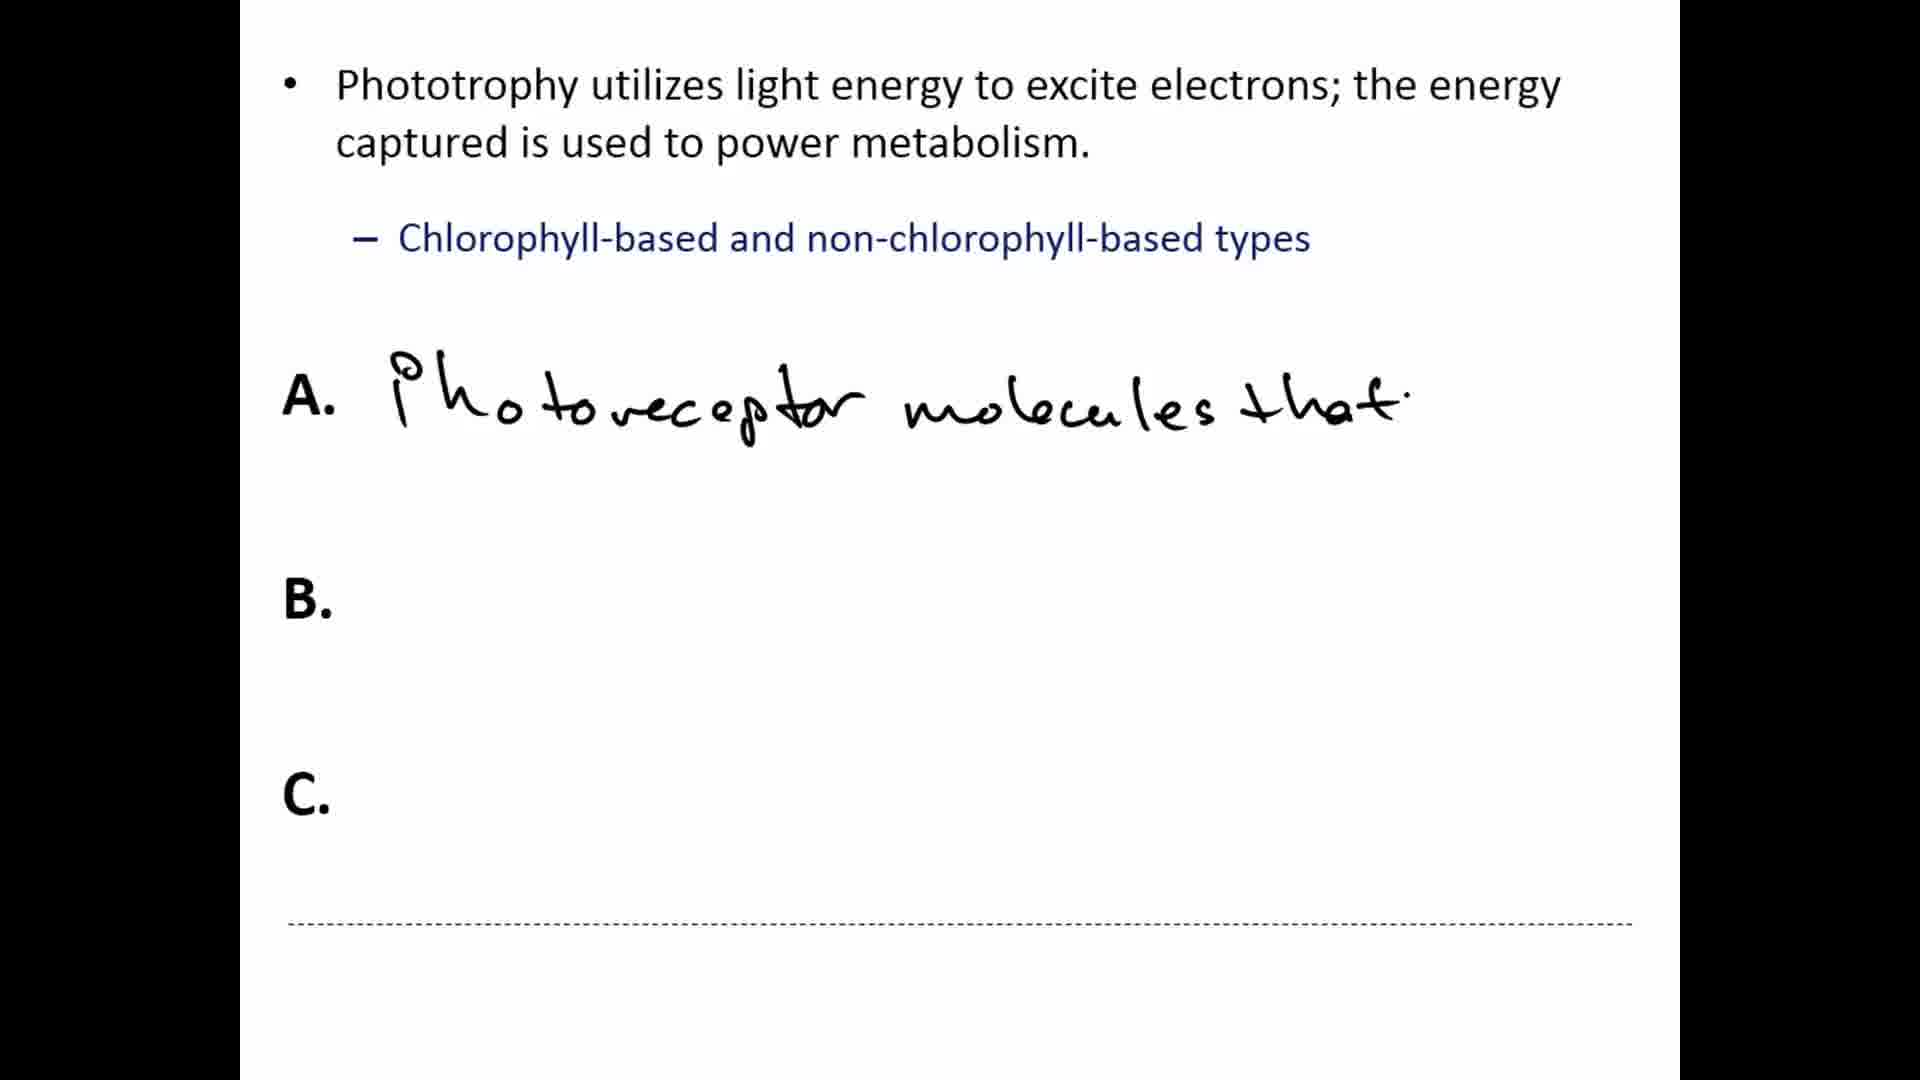 • Phototrophy utilizes light energy to excite electrons; the energy
captured is used to power metabolism.
– Chlorophyll-based and non-chlorophyll-based types
A. Photoreceptor molecules that
B.
C.